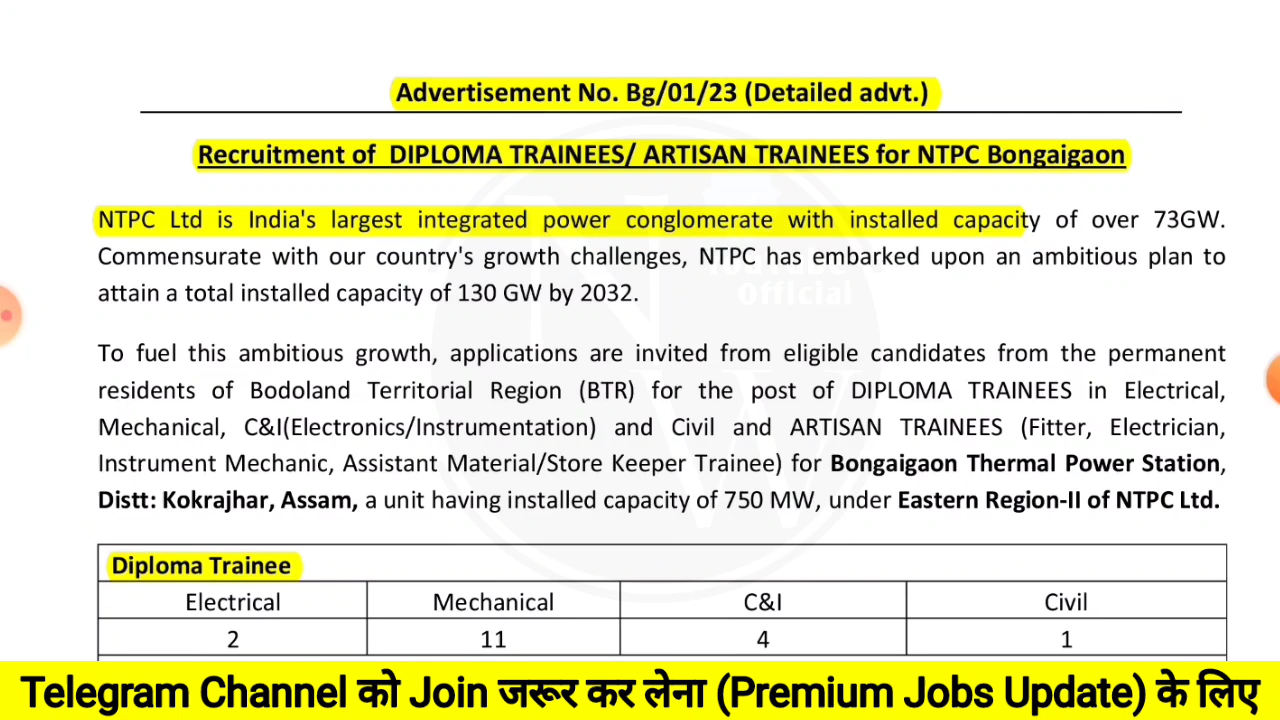 Advertisement No. Bg/01/23 (Detailed advt.)
Recruitment of DIPLOMA TRAINEES/ ARTISAN TRAINEES for NTPC Bongaigaon
NTPC Ltd is India's largest integrated power conglomerate with installed capacity of over 73GW.
Commensurate with our country's growth challenges, NTPC has embarked upon an ambitious plan to
attain a total installed capacity of 130 GW by 2032.
YouTube
Official
To fuel this ambitious growth, applications are invited from eligible candidates from the permanent
residents of Bodoland Territorial Region (BTR) for the post of DIPLOMA TRAINEES in Electrical,
Mechanical, C&I(Electronics/Instrumentation) and Civil and ARTISAN TRAINEES (Fitter, Electrician,
Instrument Mechanic, Assistant Material/Store Keeper Trainee) for Bongaigaon Thermal Power Station,
Distt: Kokrajhar, Assam, a unit having installed capacity of 750 MW, under Eastern Region-II of NTPC Ltd.
N
W
Diploma Trainee
Electrical Mechanical C&I Civil
2 11 4 1
Telegram Channel को Join जरूर कर लेना (Premium Jobs Update) के लिए